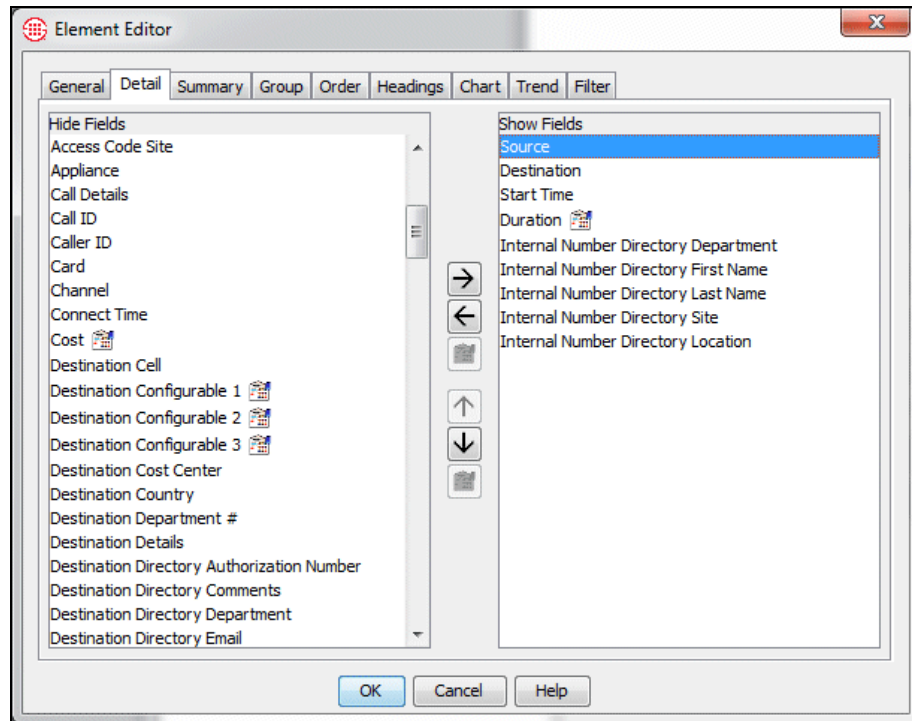 Element Editor
General Detail Summary Group Order Headings Chart Trend Filter
Hide Fields
Access Code Site
Appliance
Call Details
Call ID
Caller ID
Card
Channel
Connect Time
Cost
Destination Cell
Destination Configurable 1
Destination Configurable 2
Destination Configurable 3
Destination Cost Center
Destination Country
Destination Department #
Destination Details
Destination Directory Authorization Number
Destination Directory Comments
Destination Directory Department
Destination Directory Email
Show Fields
Source
Destination
Start Time
Duration
Internal Number Directory Department
Internal Number Directory First Name
Internal Number Directory Last Name
Internal Number Directory Site
Internal Number Directory Location
OK Cancel Help